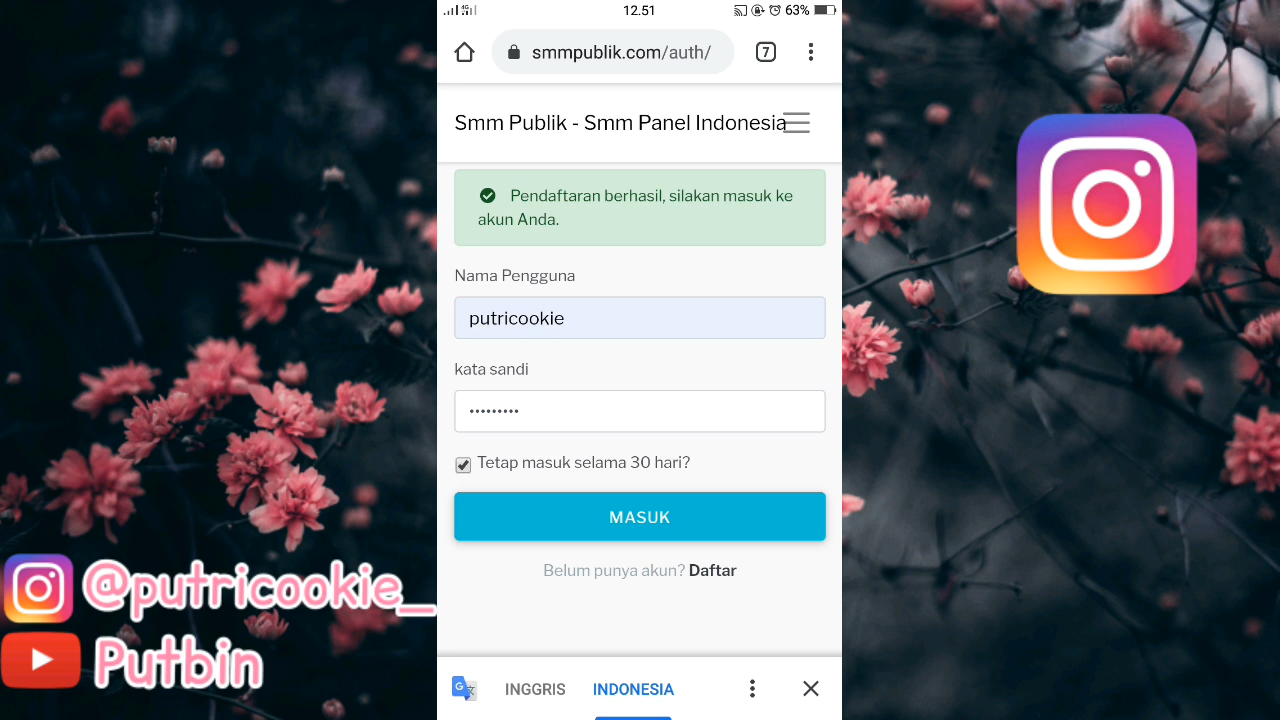 12.51
63%
smmpublik.com/auth/
7
Smm Publik - Smm Panel Indonesia
Pendaftaran berhasil, silakan masuk ke
akun Anda.
Nama Pengguna
putricookie
kata sandi
•••••••••
Tetap masuk selama 30 hari?
MASUK
Belum punya akun? Daftar
INGGRIS
INDONESIA
@putricookie_
Putbin